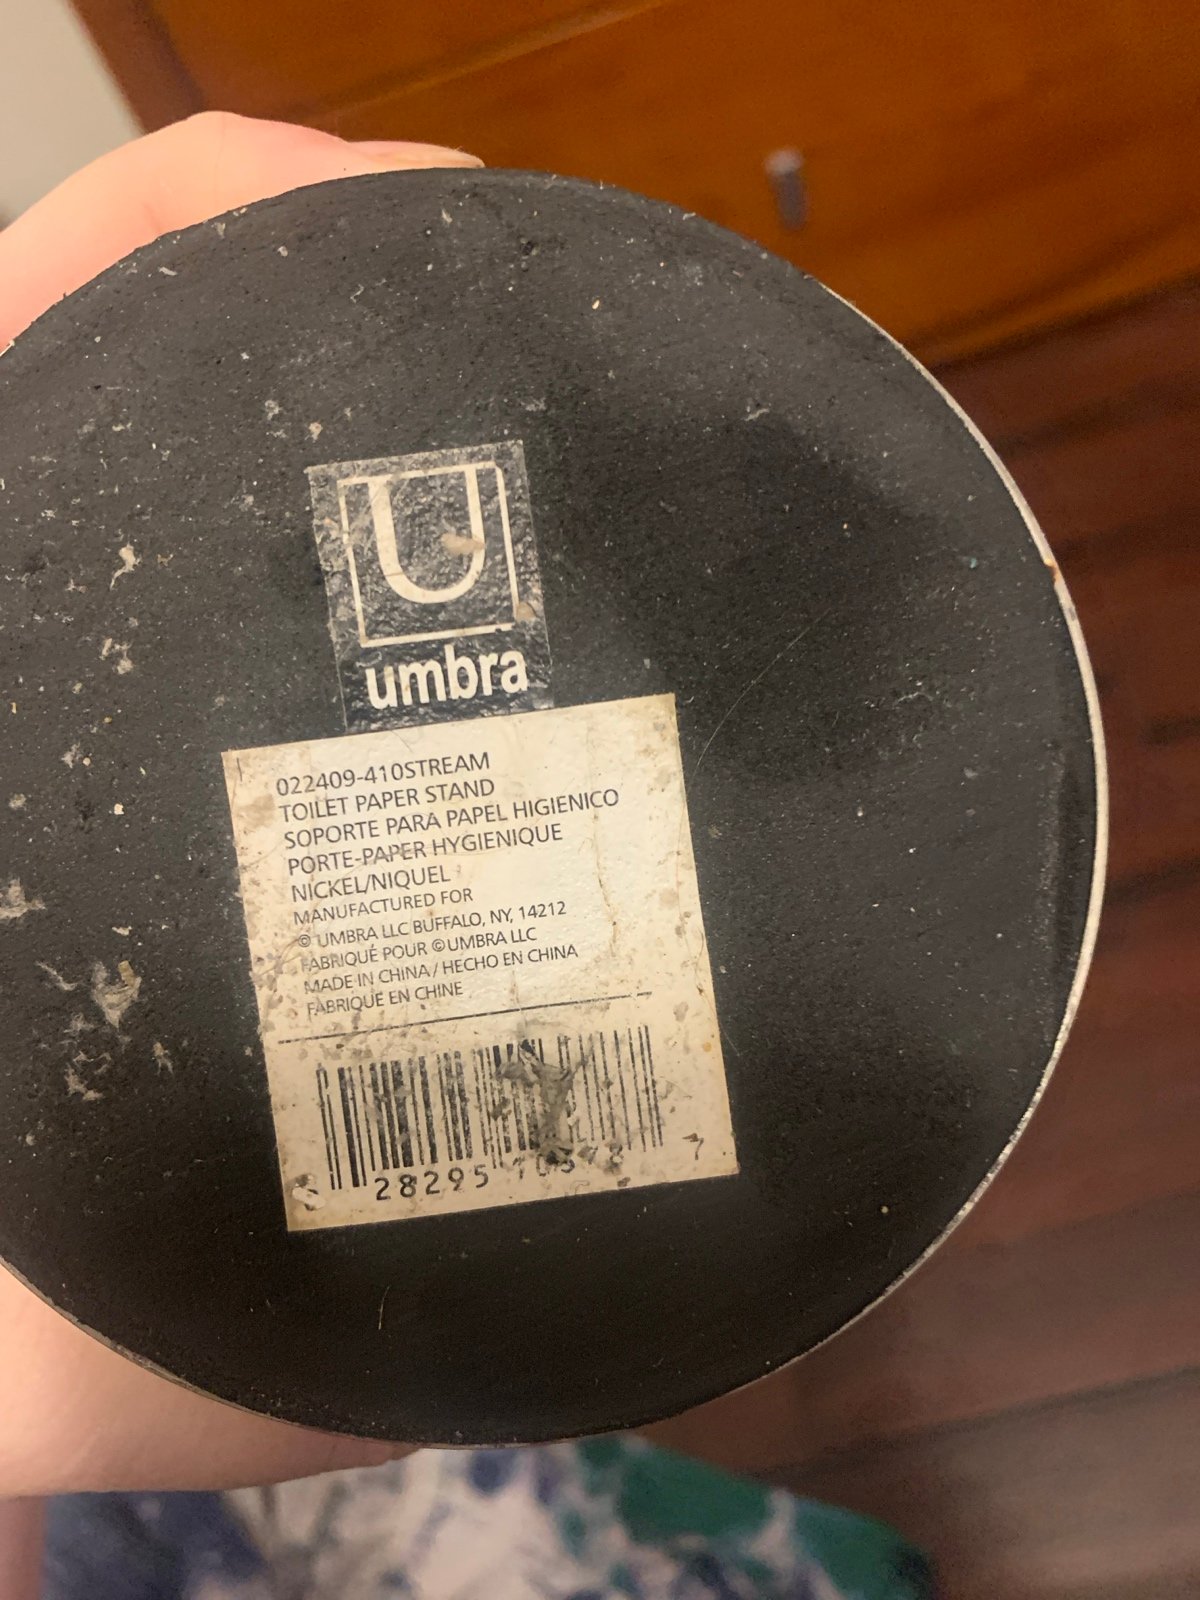 U
umbra
022409-410STREAM
TOILET PAPER STAND
SOPORTE PARA PAPEL HIGIENICO
PORTE-PAPER HYGIENIQUE
NICKEL/NIQUEL
MANUFACTURED FOR
© UMBRA LLC BUFFALO, NY, 14212
FABRIQUÉ POUR ©UMBRA LLC
MADE IN CHINA / HECHO EN CHINA
FABRIQUÉ EN CHINE
28295 7